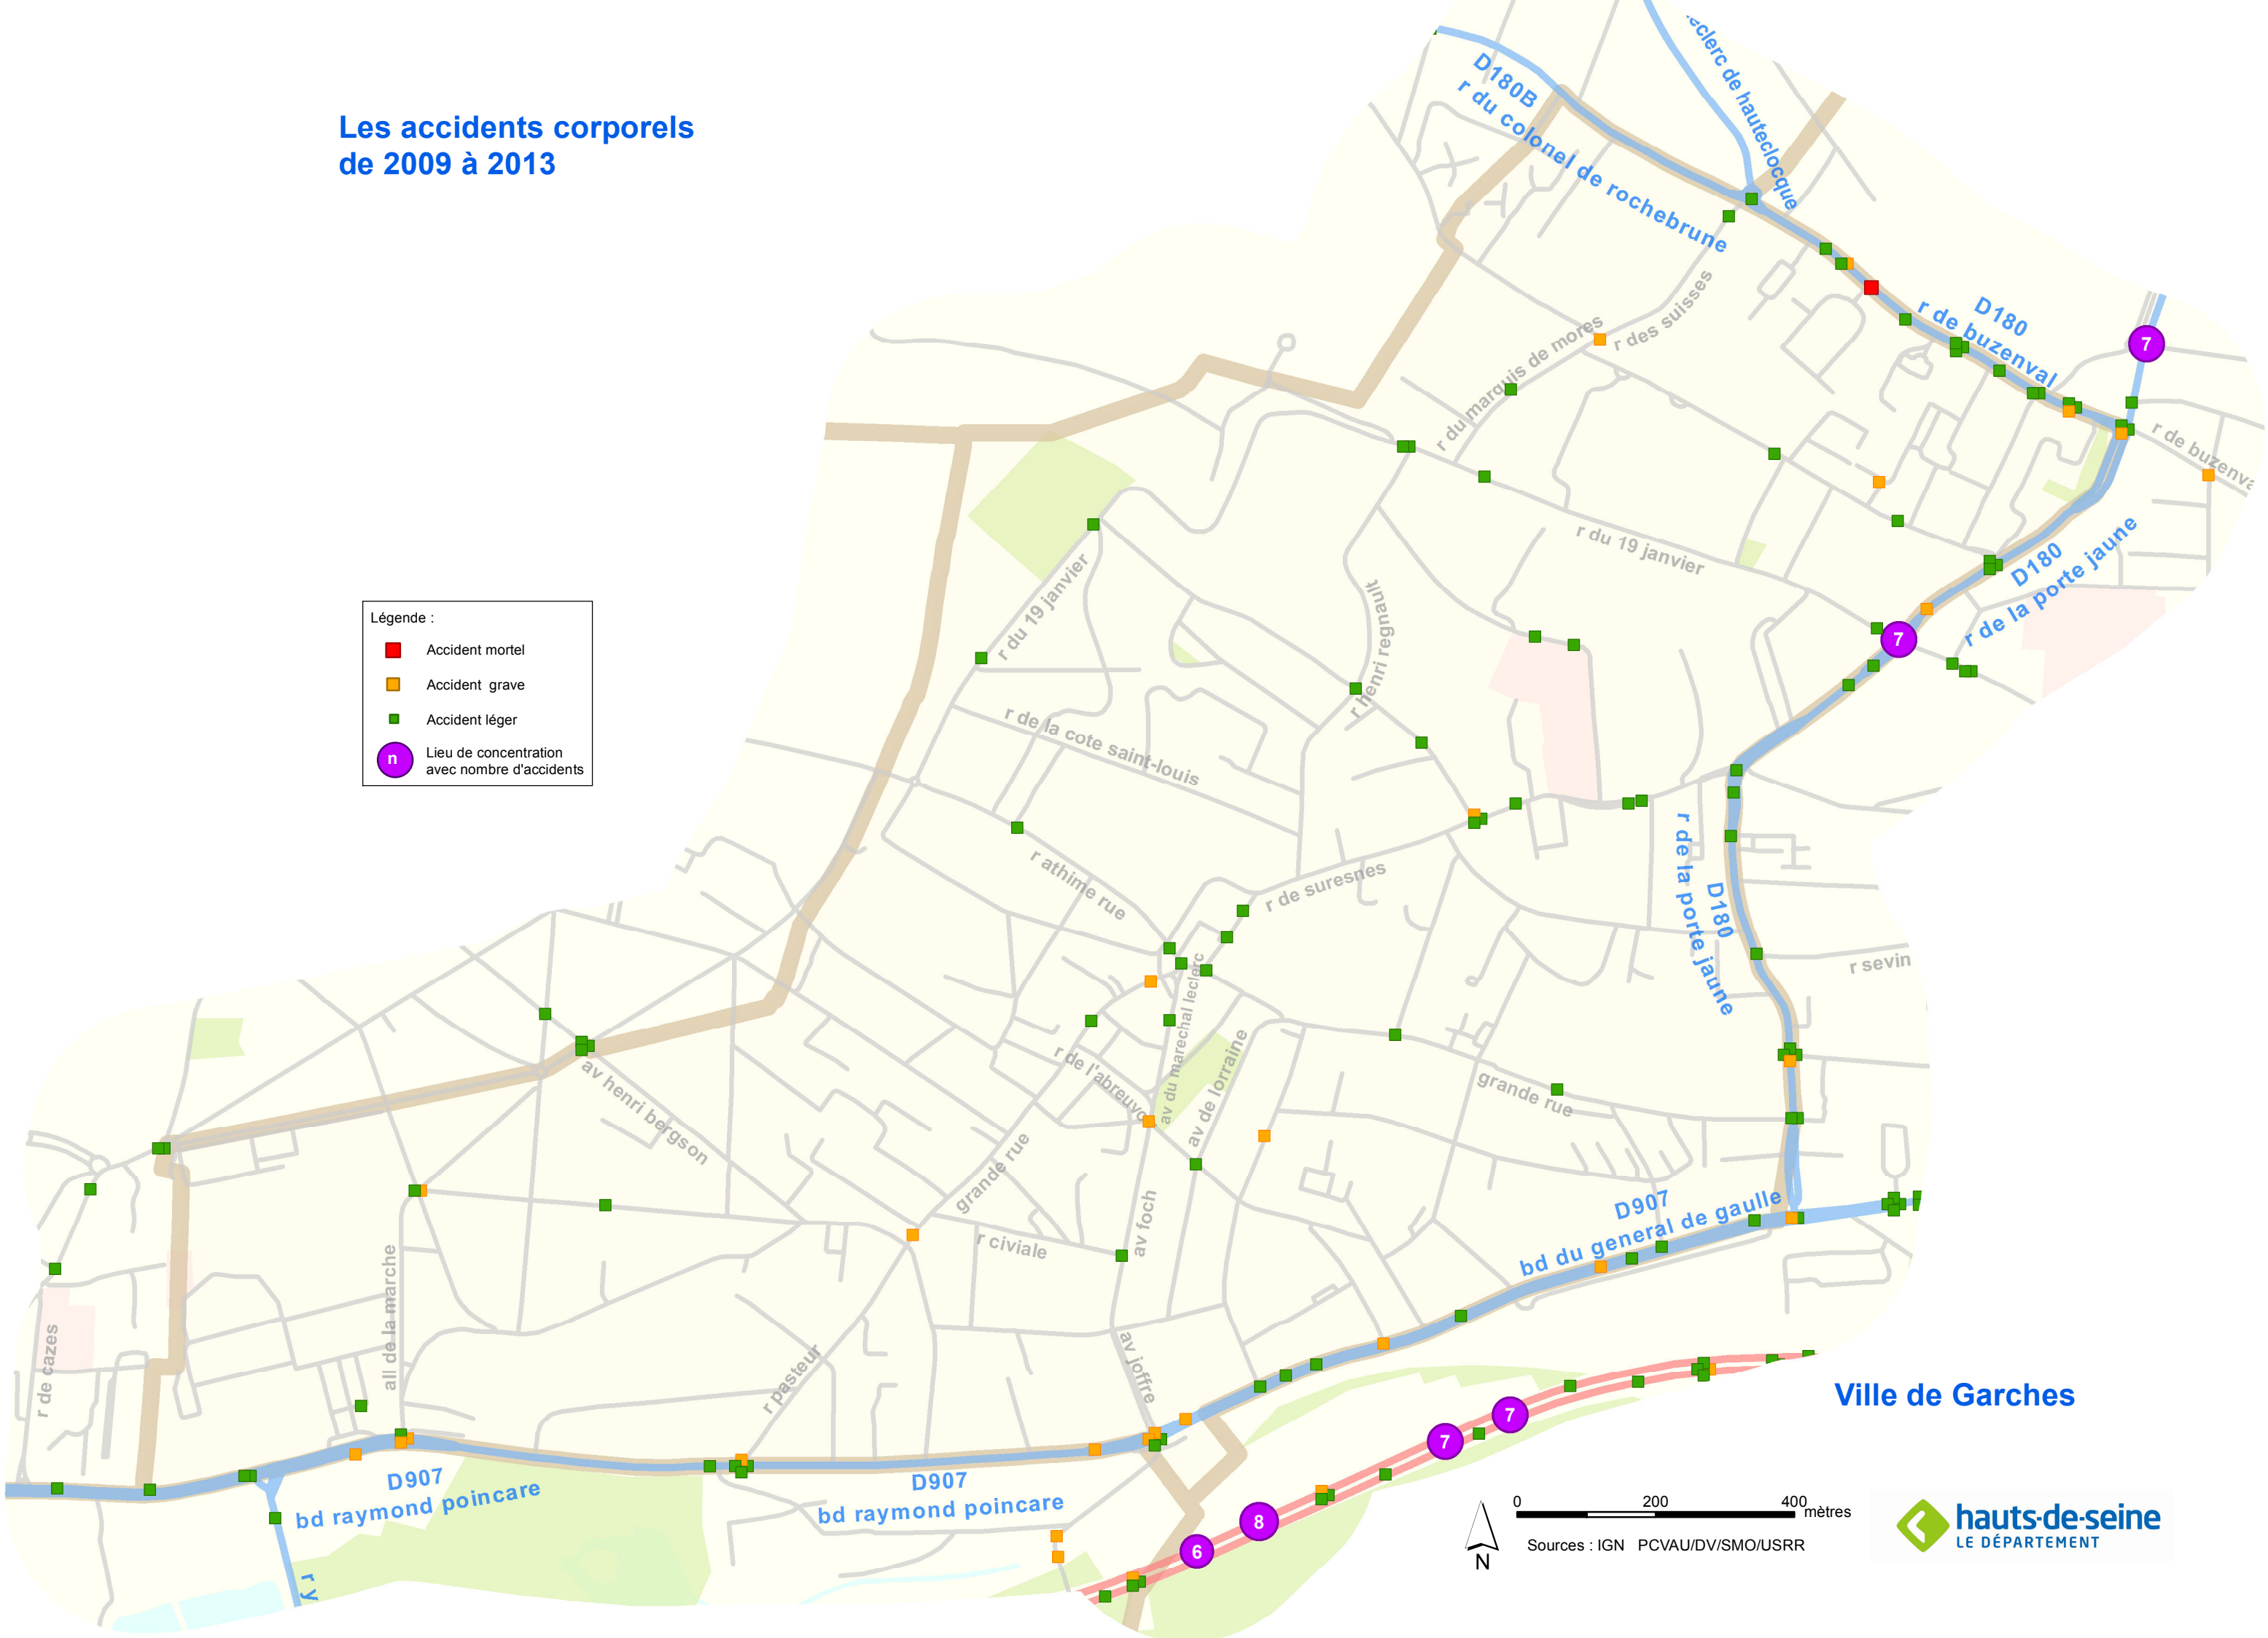 Les accidents corporels
de 2009 à 2013
D180B
r du colonel de rochebrune
de hauteclocque
D180
r de buzenval
7
r de
r des suisses
r du marquis de mores
r du 19 janvier
r du 19 janvier
D180
r de la porte jaune
7
r henri regnault
r de la cote saint-louis
Légende :
Accident mortel
Accident grave
Accident léger
n
Lieu de concentration
avec nombre d'accidents
r athime rue
r de suresnes
r de la porte jaune
D180
r sevin
av du marechal leclerc
r de l'abreuvo
av de lorraine
grande rue
av henri bergson
grande rue
r civiale
av foch
D907
bd du general de gaulle
all de la marche
r de cazes
r pasteur
av joffre
Ville de Garches
7
7
8
6
D907
bd raymond poincare
D907
bd raymond poincare
r y
N
0 200 400
mètres
Sources : IGN PCVAU/DV/SMO/USRR
hauts-de-seine
LE DÉPARTEMENT